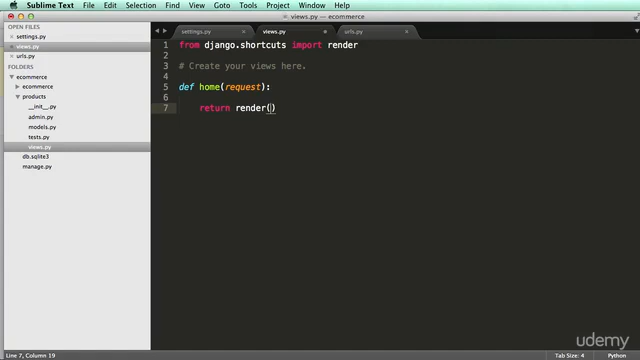 Sublime Text File Edit Selection Find View Goto Tools Project Window Help
views.py — ecommerce
OPEN FILES
settings.py
views.py
urls.py
FOLDERS
ecommerce
ecommerce
products
__init__.py
admin.py
models.py
tests.py
views.py
db.sqlite3
manage.py
settings.py views.py urls.py
1 from django.shortcuts import render
2
3 # Create your views here.
4
5 def home(request):
6
7 return render()
udemy
Line 7, Column 19 Tab Size: 4 Python